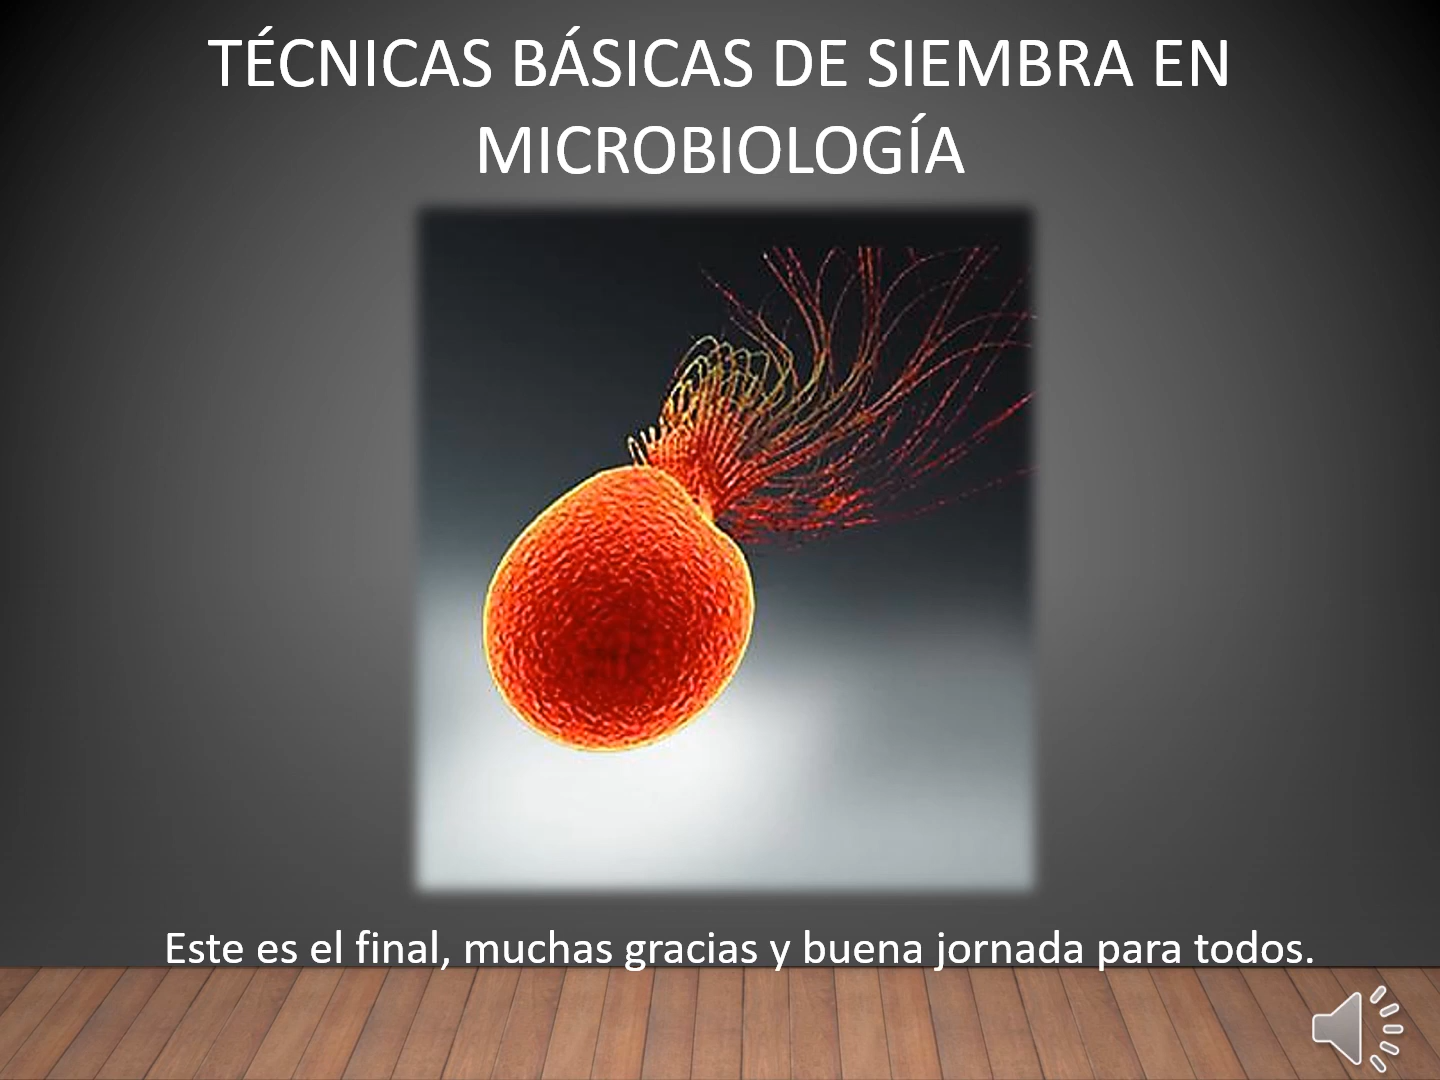 TÉCNICAS BÁSICAS DE SIEMBRA EN
MICROBIOLOGÍA
Este es el final, muchas gracias y buena jornada para todos.